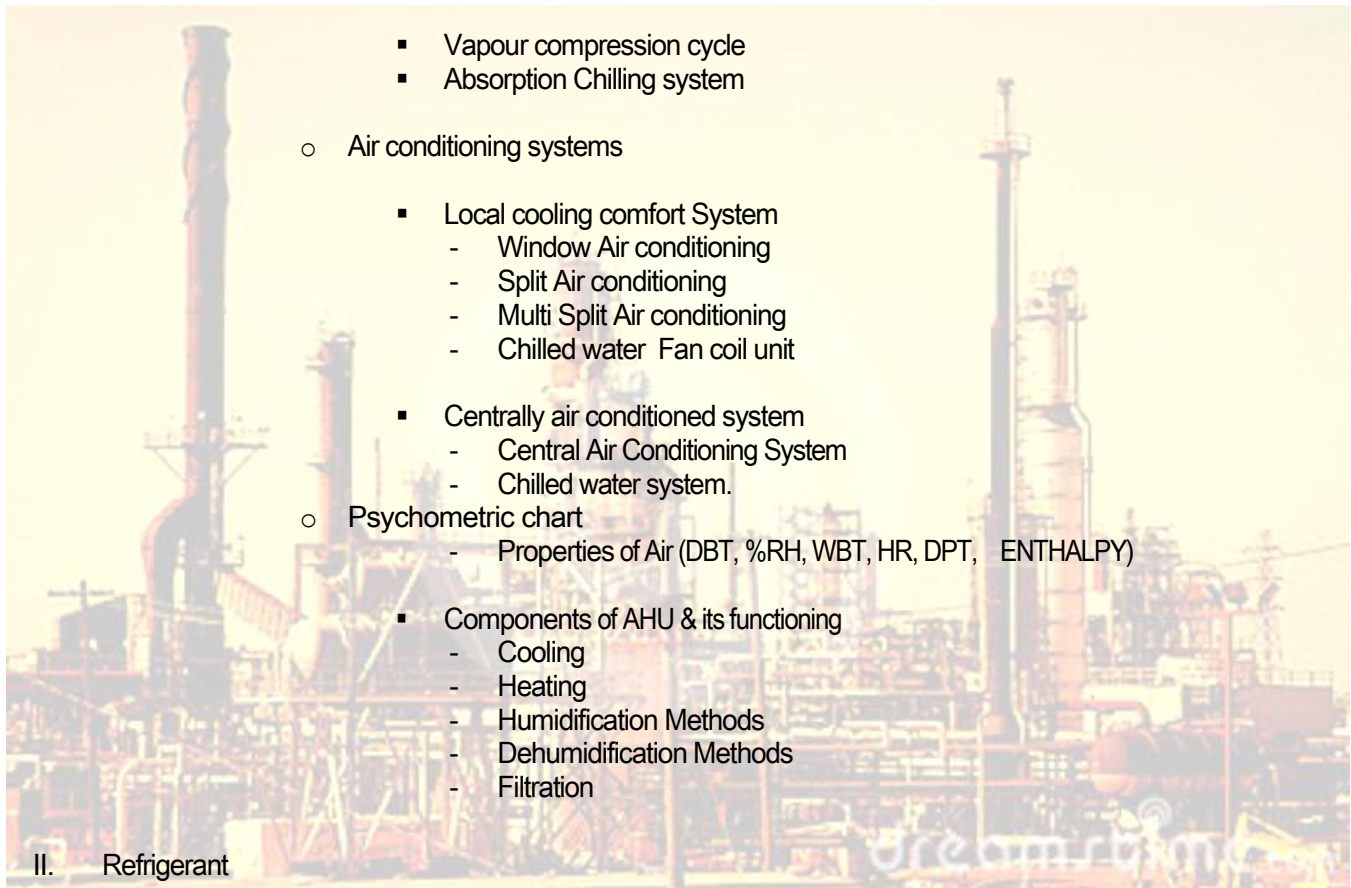 ▪ Vapour compression cycle
▪ Absorption Chilling system
o Air conditioning systems
▪ Local cooling comfort System
- Window Air conditioning
- Split Air conditioning
- Multi Split Air conditioning
- Chilled water Fan coil unit
▪ Centrally air conditioned system
- Central Air Conditioning System
- Chilled water system.
o Psychometric chart
- Properties of Air (DBT, %RH, WBT, HR, DPT, ENTHALPY)
▪ Components of AHU & its functioning
- Cooling
- Heating
- Humidification Methods
- Dehumidification Methods
- Filtration
II. Refrigerant
dreamstime